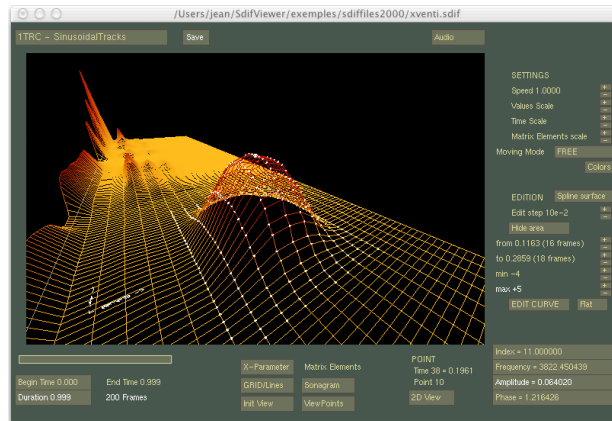 /Users/jean/SdifViewer/exemples/sdiffiles2000/xventi.sdif
1TRC - SinusoidalTracks
Save
Audio
SETTINGS
Speed 1.0000
+
-
Values Scale
+
-
Time Scale
+
-
Matrix Elements scale
+
-
Moving Mode FREE
Colors
EDITION Spline surface
Edit step 10e-2
+
-
Hide area
from 0.1163 (16 frames)
+
-
to 0.2859 (18 frames)
+
-
min -4
+
-
max +5
+
-
EDIT CURVE Flat
Begin Time 0.000 End Time 0.999
Duration 0.999 200 Frames
X-Parameter Matrix Elements
GRID/Lines Sonagram
Init View ViewPoints
POINT
Time 38 = 0.1961
Point 10
2D View
Index = 11.000000
Frequency = 3822.450439
Amplitude = 0.064020
Phase = 1.216426